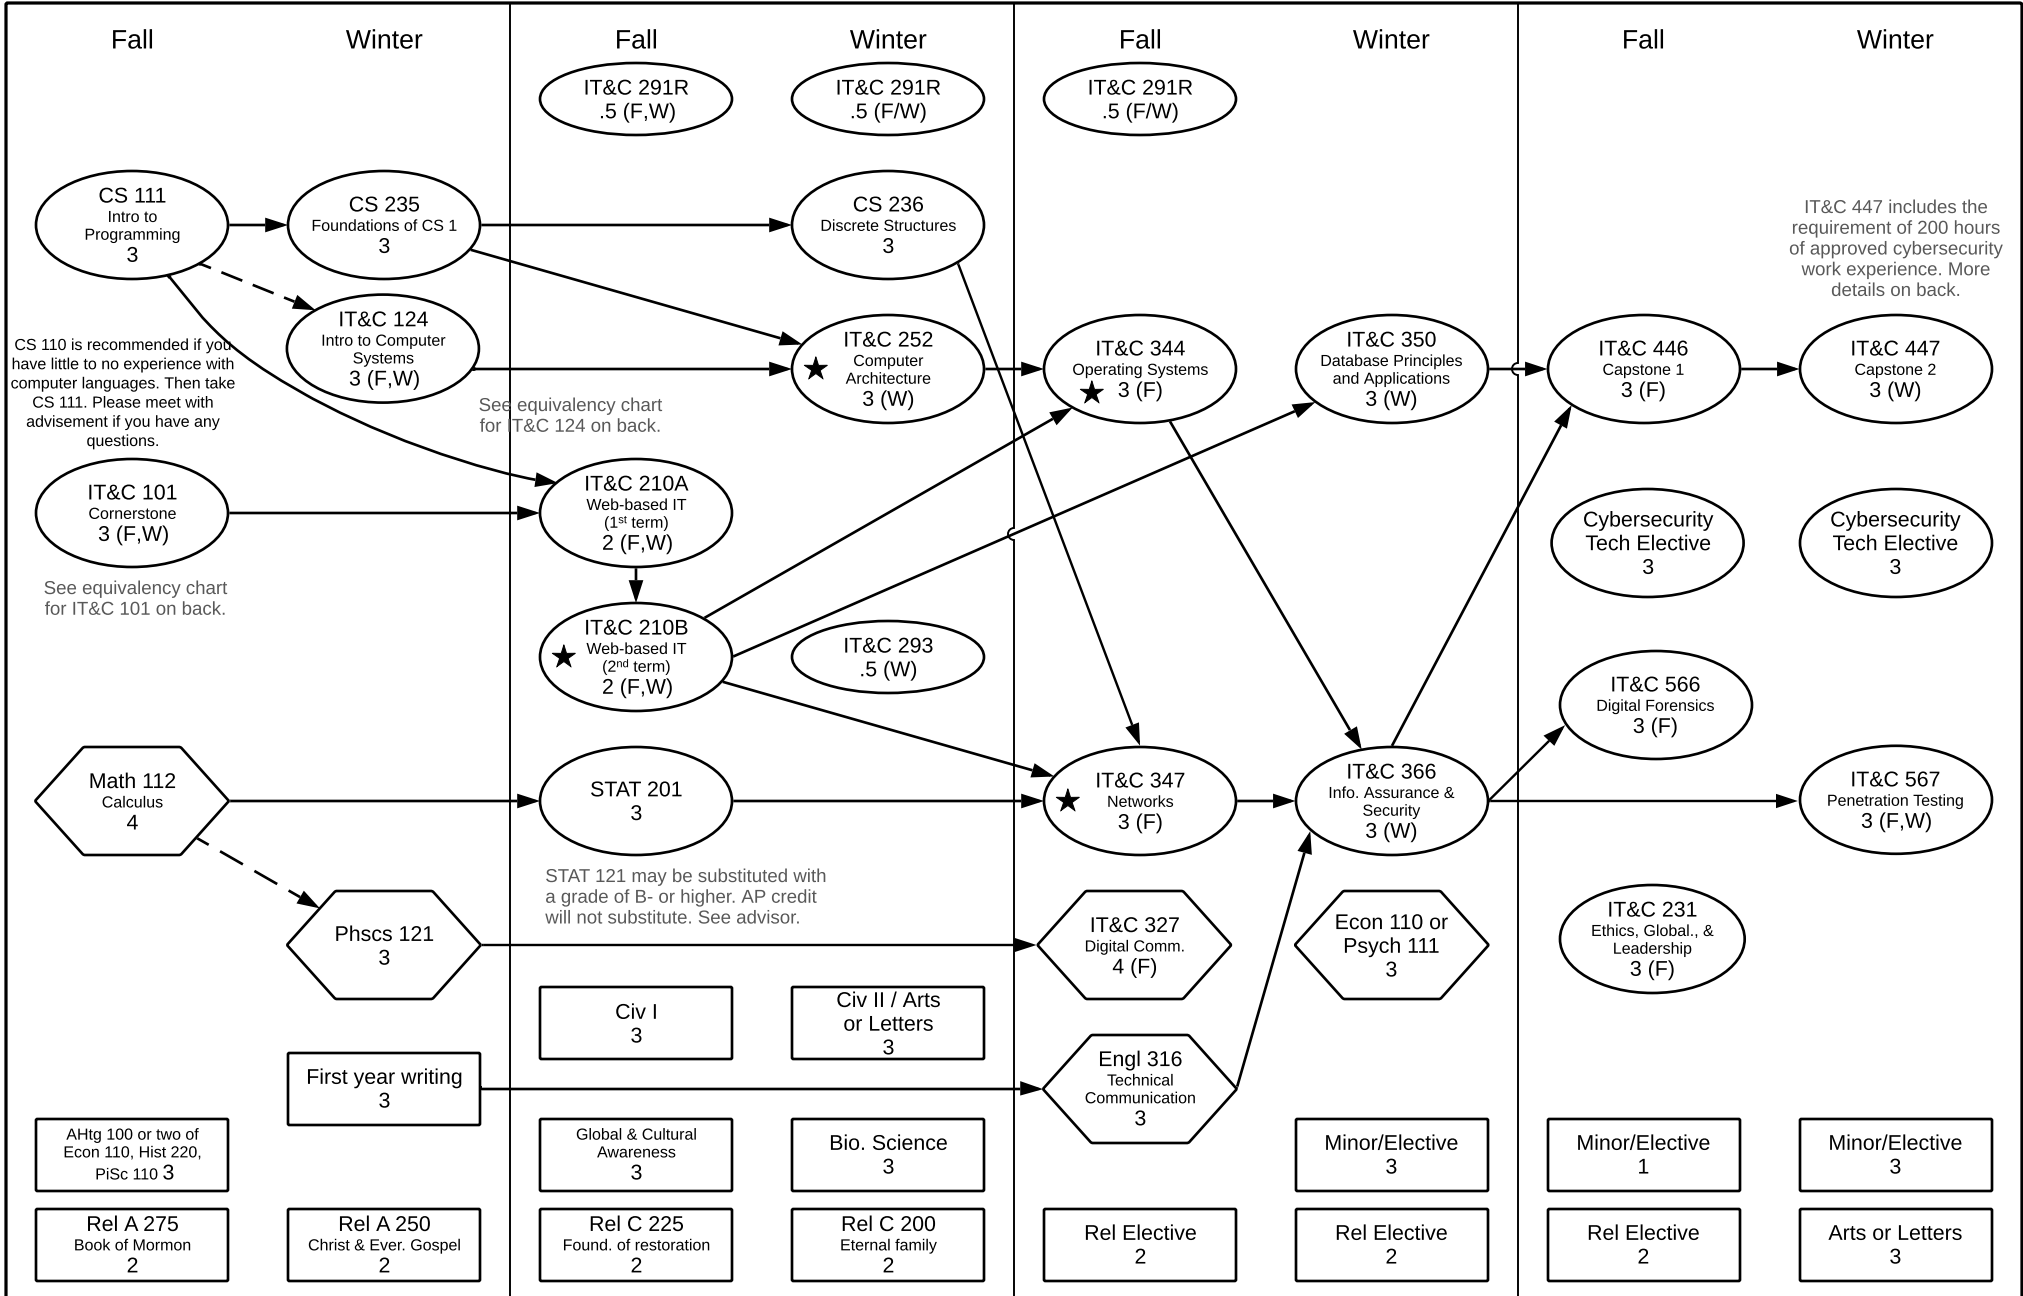 Fall
Winter
Fall
Winter
Fall
Winter
Fall
Winter
IT&C 291R
.5 (F,W)
IT&C 291R
.5 (F/W)
IT&C 291R
.5 (F/W)
CS 111
Intro to
Programming
3
CS 235
Foundations of CS 1
3
CS 236
Discrete Structures
3
IT&C 447 includes the
requirement of 200 hours
of approved cybersecurity
work experience. More
details on back.
IT&C 124
Intro to Computer
Systems
3 (F,W)
IT&C 252
Computer
Architecture
3 (W)
IT&C 344
Operating Systems
3 (F)
IT&C 350
Database Principles
and Applications
3 (W)
IT&C 446
Capstone 1
3 (F)
IT&C 447
Capstone 2
3 (W)
CS 110 is recommended if you
have little to no experience with
computer languages. Then take
CS 111. Please meet with
advisement if you have any
questions.
See equivalency chart
for IT&C 124 on back.
IT&C 101
Cornerstone
3 (F,W)
IT&C 210A
Web-based IT
(1st term)
2 (F,W)
Cybersecurity
Tech Elective
3
Cybersecurity
Tech Elective
3
See equivalency chart
for IT&C 101 on back.
IT&C 210B
Web-based IT
(2nd term)
2 (F,W)
IT&C 293
.5 (W)
IT&C 566
Digital Forensics
3 (F)
Math 112
Calculus
4
STAT 201
3
IT&C 347
Networks
3 (F)
IT&C 366
Info. Assurance &
Security
3 (W)
IT&C 567
Penetration Testing
3 (F,W)
STAT 121 may be substituted with
a grade of B- or higher. AP credit
will not substitute. See advisor.
Phscs 121
3
IT&C 327
Digital Comm.
4 (F)
Econ 110 or
Psych 111
3
IT&C 231
Ethics, Global., &
Leadership
3 (F)
Civ I
3
Civ II / Arts
or Letters
3
First year writing
3
Engl 316
Technical
Communication
3
AHtg 100 or two of
Econ 110, Hist 220,
PiSc 110 3
Global & Cultural
Awareness
3
Bio. Science
3
Minor/Elective
3
Minor/Elective
1
Minor/Elective
3
Rel A 275
Book of Mormon
2
Rel A 250
Christ & Ever. Gospel
2
Rel C 225
Found. of restoration
2
Rel C 200
Eternal family
2
Rel Elective
2
Rel Elective
2
Rel Elective
2
Arts or Letters
3